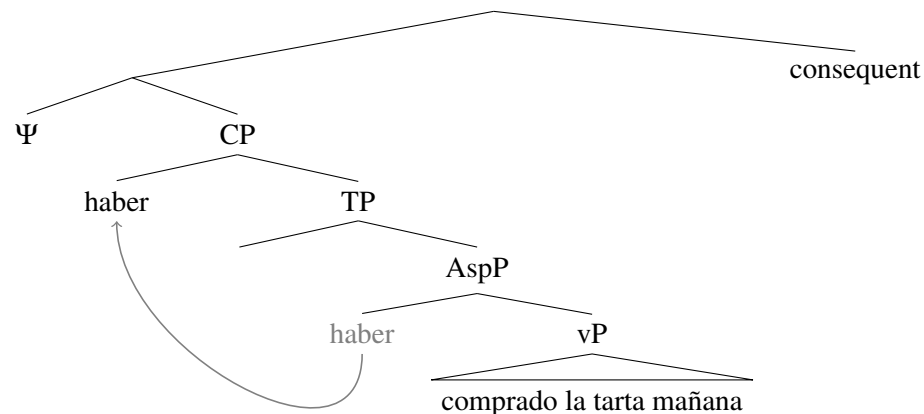 consequent
Ψ CP
haber TP
AspP
haber vP
comprado la tarta mañana